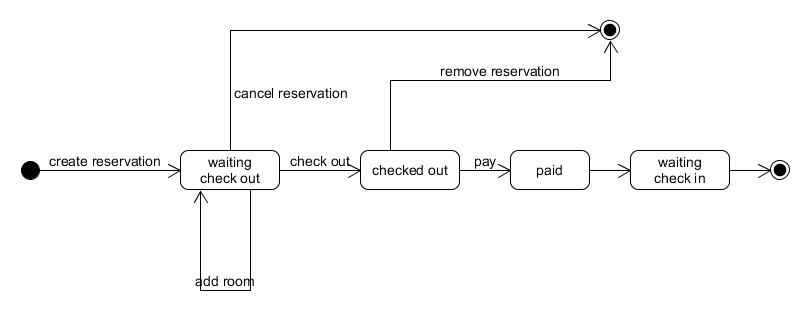 remove reservation
cancel reservation
create reservation
waiting
check out
check out
checked out
pay
paid
waiting
check in
add room